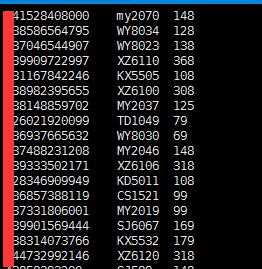 41528408000 my2070 148
38586564795 WY8034 128
37046544907 WY8023 138
39909722997 XZ6110 368
31167842246 KX5505 108
38982395655 XZ6100 308
38148859702 MY2037 125
26021920099 TD1049 79
36937665632 WY8030 69
37488231208 MY2046 148
39333502171 XZ6106 318
28346909949 KD5011 108
36857388119 CS1521 99
37331806001 MY2019 99
39901569444 SJ6067 169
38314073766 KX5532 179
44732992146 XZ6120 318